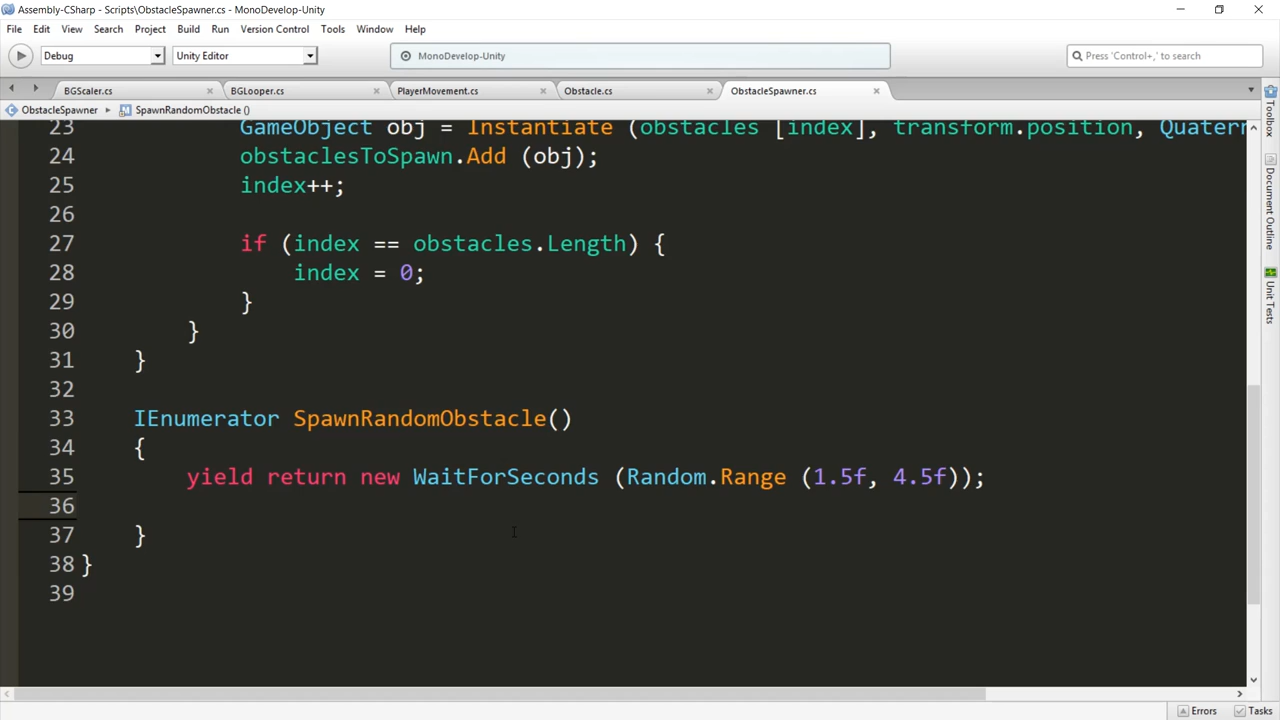 Assembly-CSharp - Scripts\ObstacleSpawner.cs - MonoDevelop-Unity
File Edit View Search Project Build Run Version Control Tools Window Help
Debug Unity Editor MonoDevelop-Unity Press 'Control+,' to search
BGScaler.cs BGLooper.cs PlayerMovement.cs Obstacle.cs ObstacleSpawner.cs
ObstacleSpawner SpawnRandomObstacle ()
23 GameObject obj = Instantiate (obstacles [index], transform.position, Quatern
24 obstaclesToSpawn.Add (obj);
25 index++;
26
27 if (index == obstacles.Length) {
28 index = 0;
29 }
30 }
31 }
32
33 IEnumerator SpawnRandomObstacle()
34 {
35 yield return new WaitForSeconds (Random.Range (1.5f, 4.5f));
36
37 }
38 }
39
Toolbox
Document Outline
Unit Tests
Errors Tasks